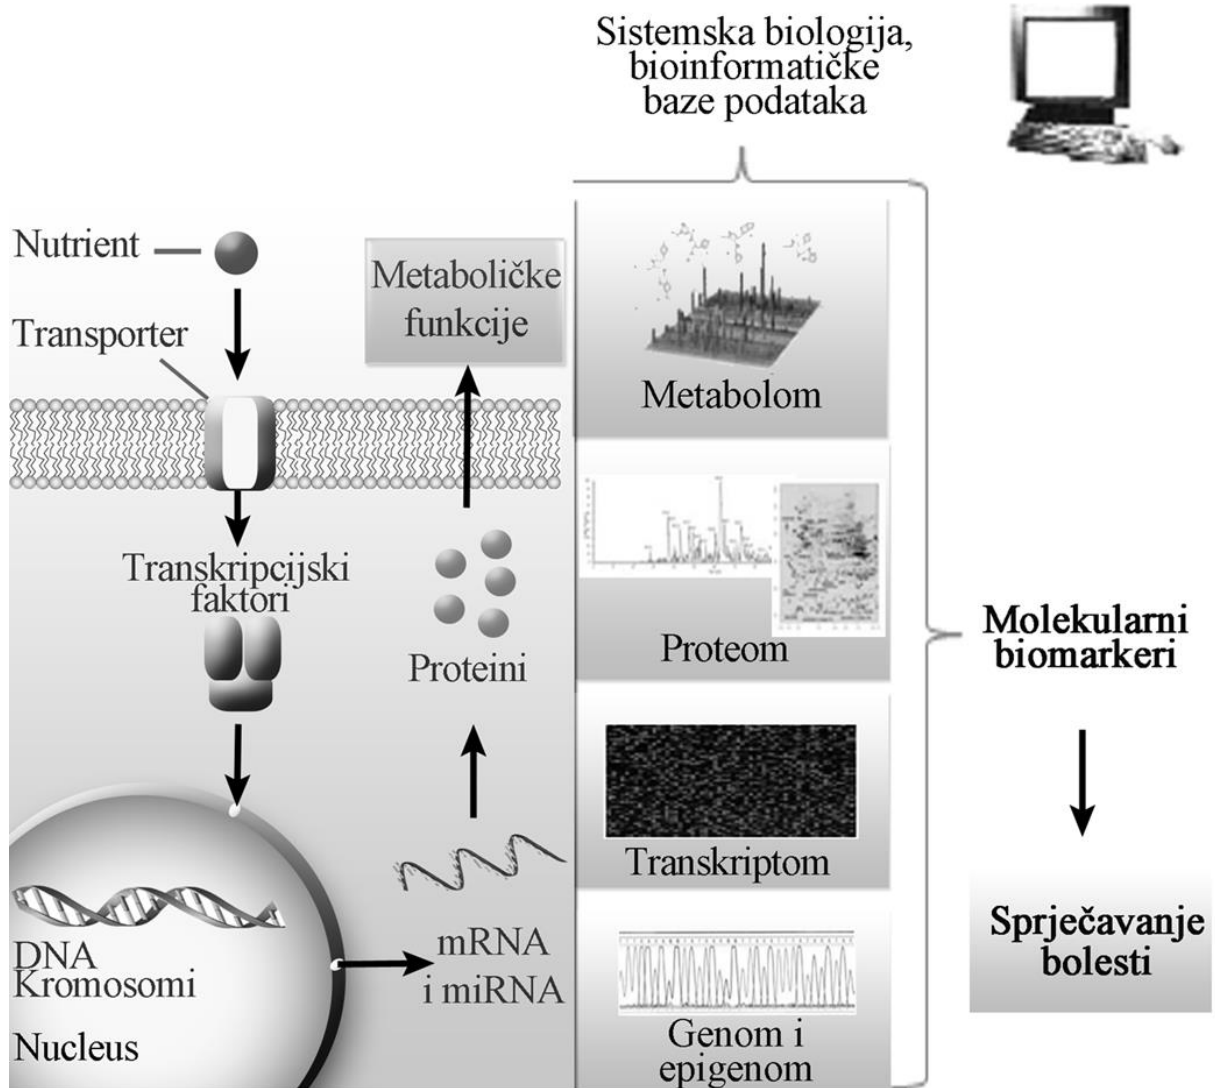 Sistemska biologija,
bioinformatičke
baze podataka
Nutrient
Transporter
Metaboličke
funkcije
Transkripcijski
faktori
Proteini
mRNA
i miRNA
DNA
Kromosomi
Nucleus
Metabolom
Proteom
Transkriptom
Genom i
epigenom
Molekularni
biomarkeri
Sprječavanje
bolesti